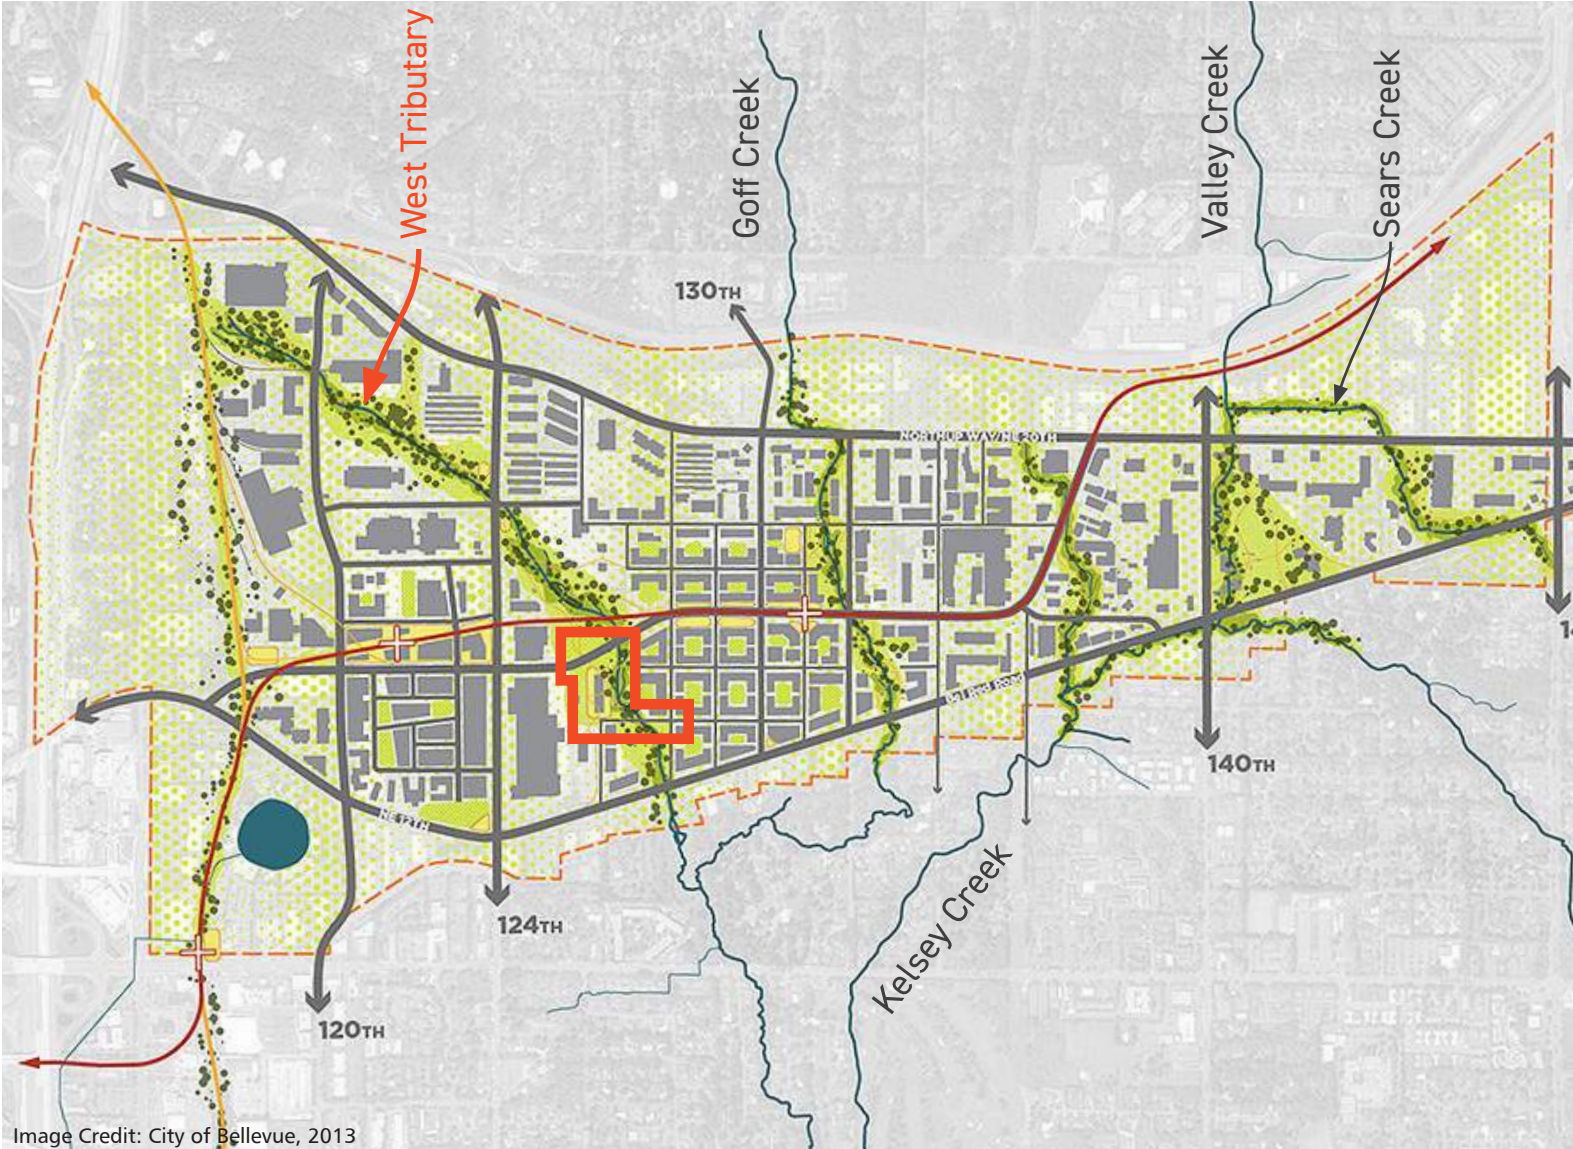 West Tributary
Goff Creek
Valley Creek
Sears Creek
130TH
NORTHUP WAY/NE 20TH
Bel Red Road
140TH
NE 12TH
124TH
Kelsey Creek
120TH
Image Credit: City of Bellevue, 2013